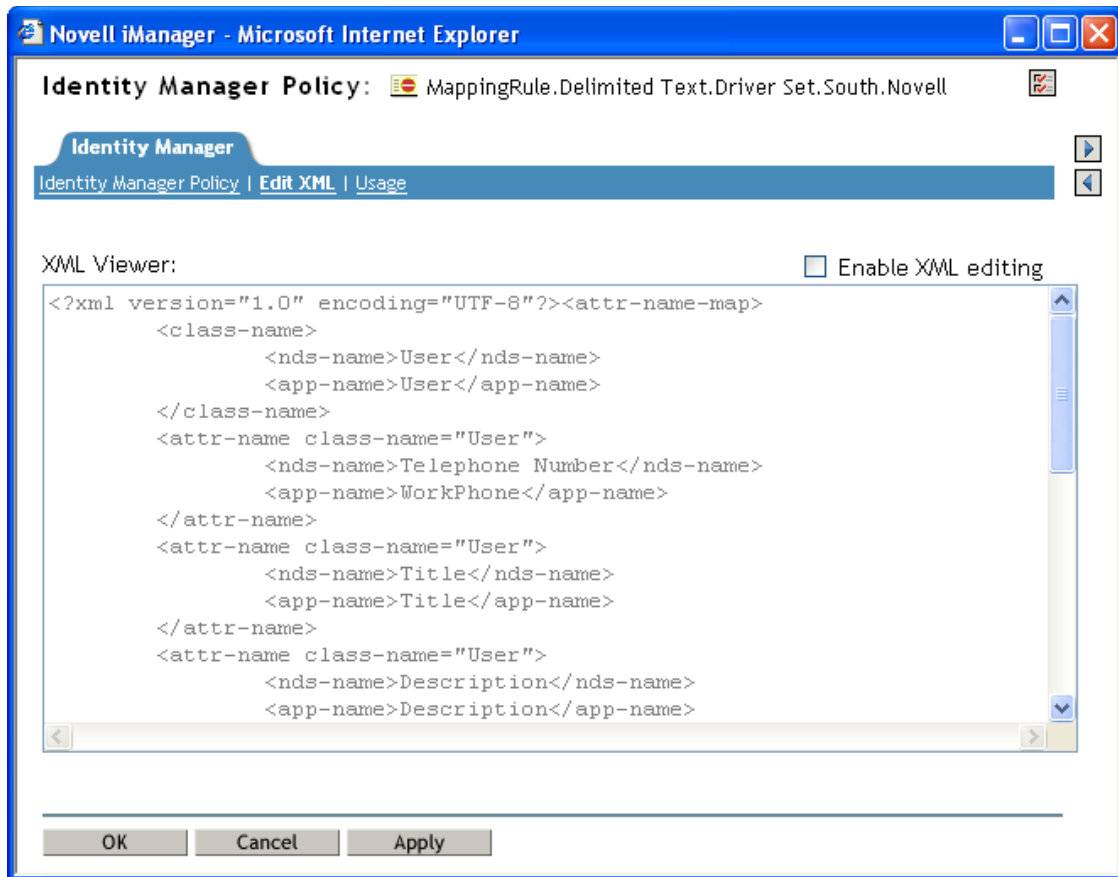 Novell iManager - Microsoft Internet Explorer
Identity Manager Policy: MappingRule.Delimited Text.Driver Set.South.Novell
Identity Manager
Identity Manager Policy | Edit XML | Usage
XML Viewer:
Enable XML editing
<?xml version="1.0" encoding="UTF-8"?><attr-name-map>
<class-name>
<nds-name>User</nds-name>
<app-name>User</app-name>
</class-name>
<attr-name class-name="User">
<nds-name>Telephone Number</nds-name>
<app-name>WorkPhone</app-name>
</attr-name>
<attr-name class-name="User">
<nds-name>Title</nds-name>
<app-name>Title</app-name>
</attr-name>
<attr-name class-name="User">
<nds-name>Description</nds-name>
<app-name>Description</app-name>
OK Cancel Apply